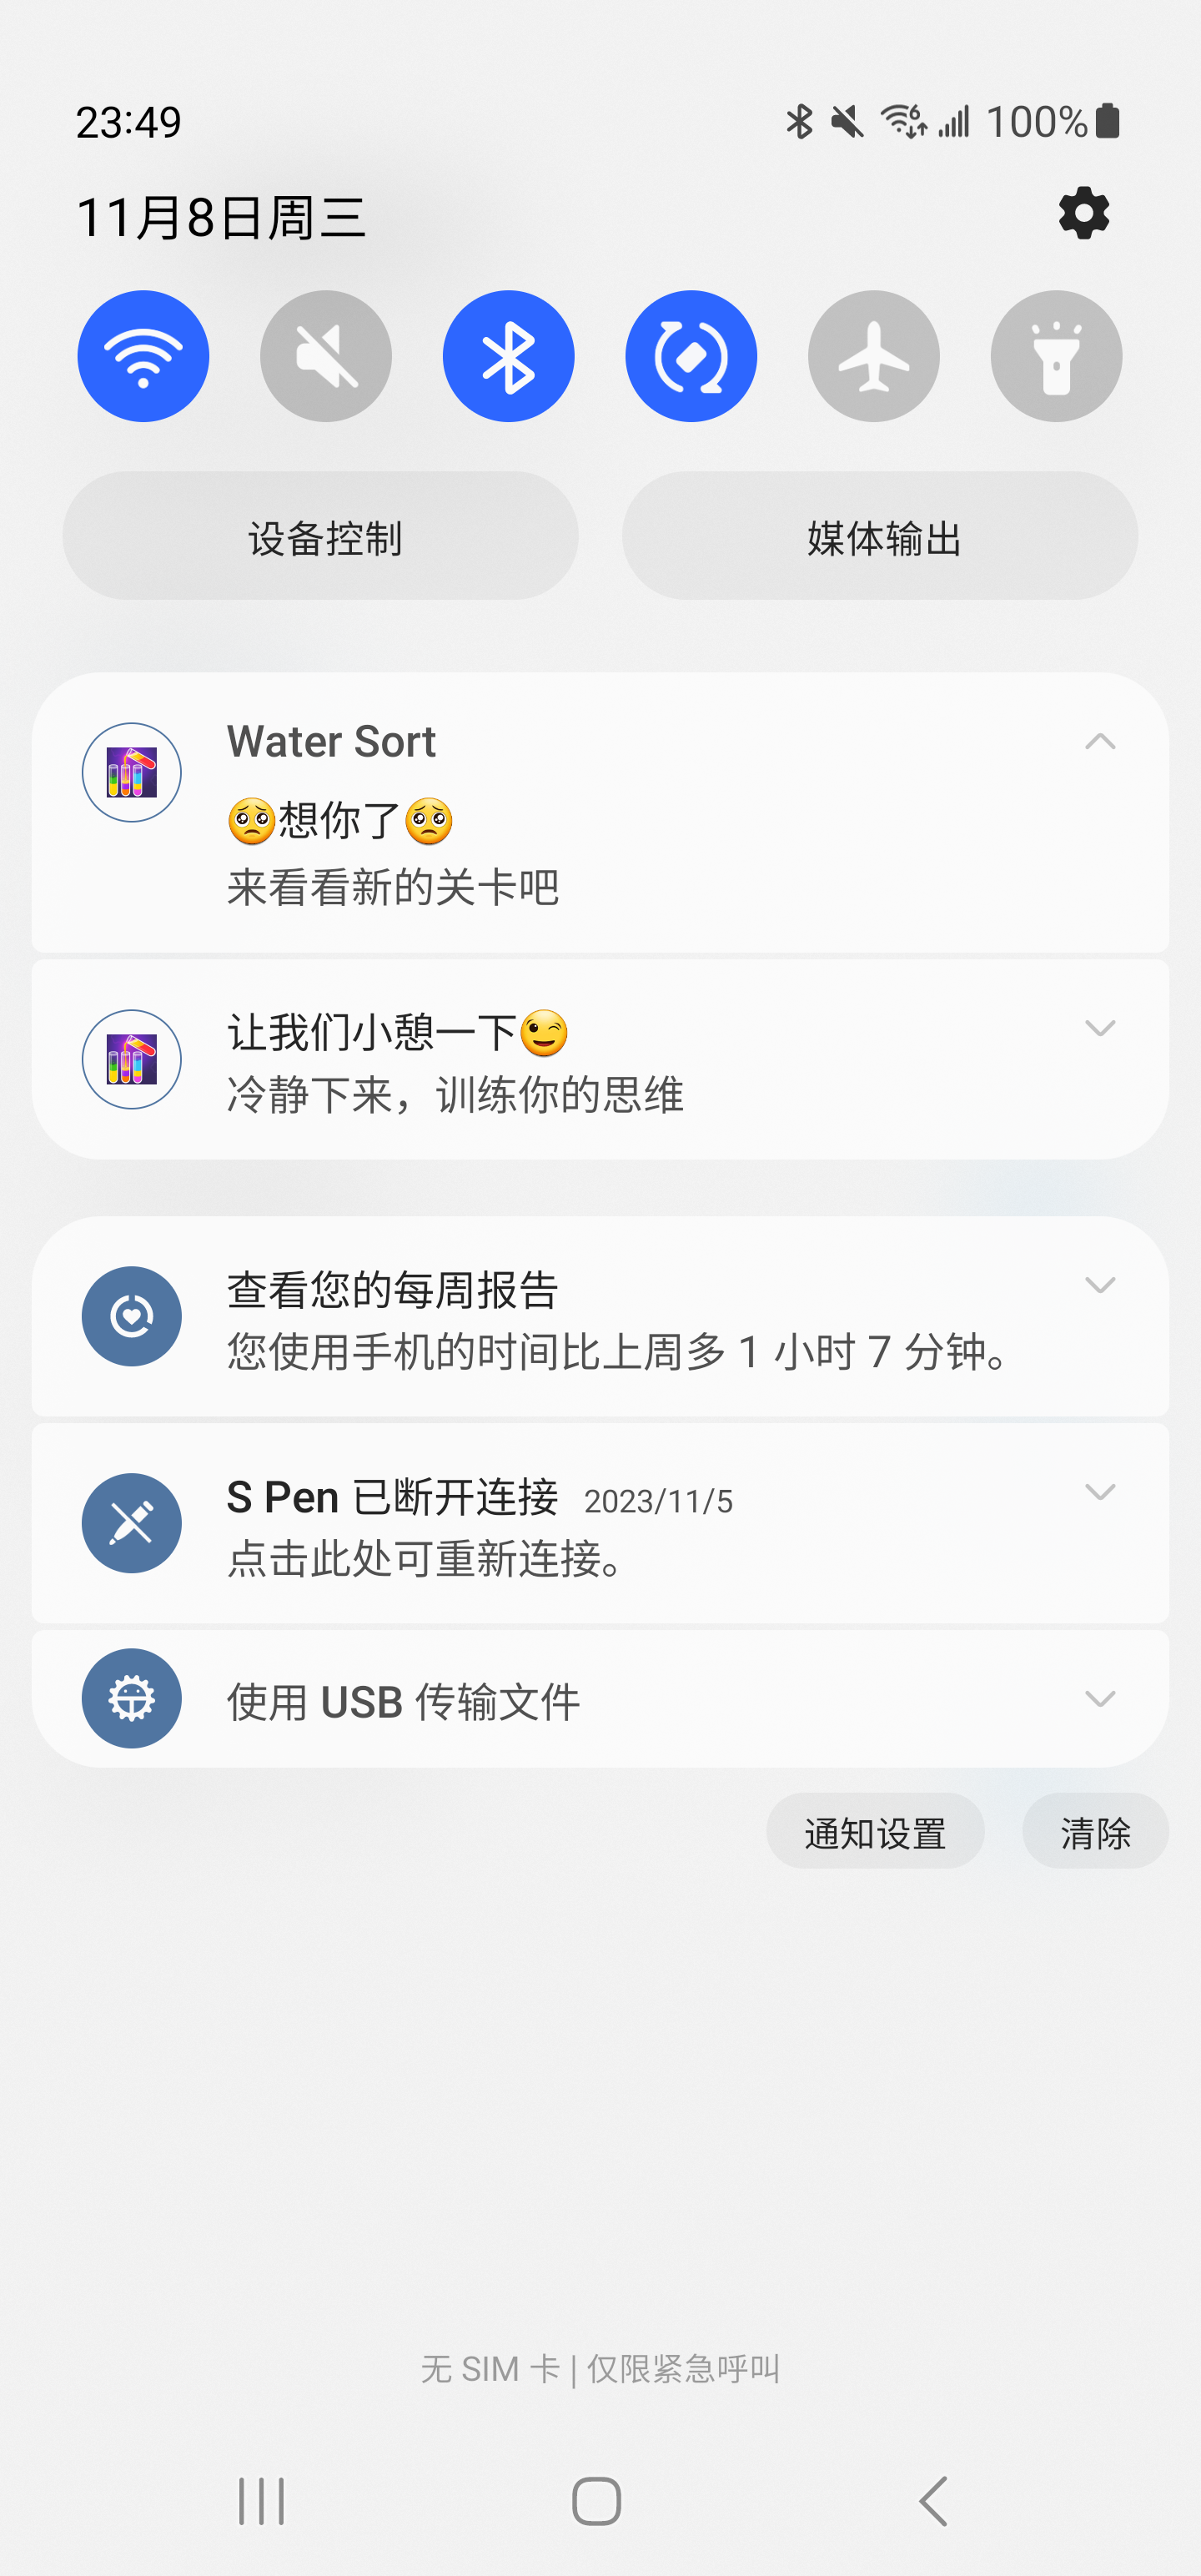 23:49
100%
11月8日周三
设备控制
媒体输出
Water Sort
🥺想你了🥺
来看看新的关卡吧
让我们小憩一下😉
冷静下来，训练你的思维
查看您的每周报告
您使用手机的时间比上周多 1 小时 7 分钟。
S Pen 已断开连接 2023/11/5
点击此处可重新连接。
使用 USB 传输文件
通知设置
清除
无 SIM 卡 | 仅限紧急呼叫